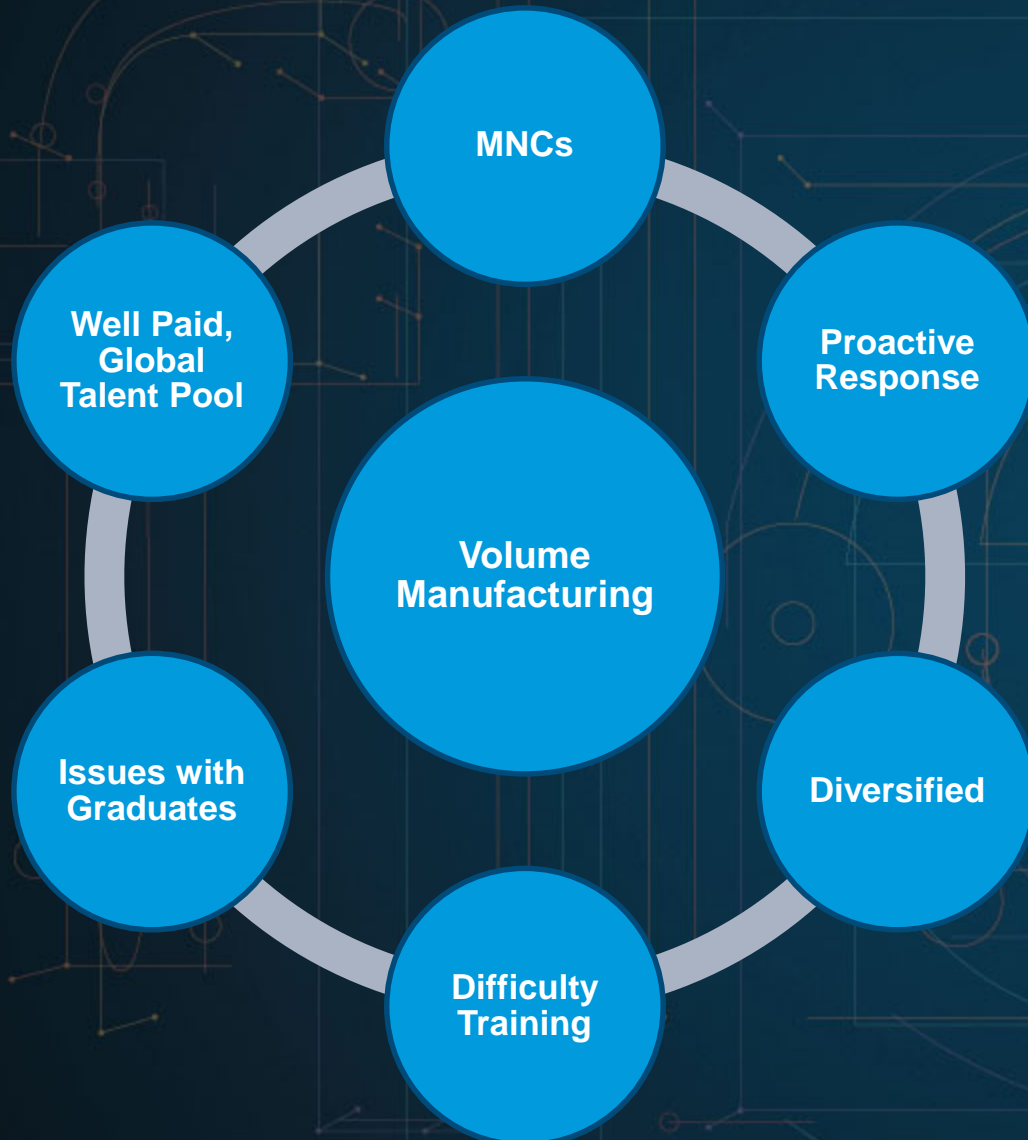 MNCs
Proactive
Response
Diversified
Difficulty
Training
Issues with
Graduates
Well Paid,
Global
Talent Pool
Volume
Manufacturing